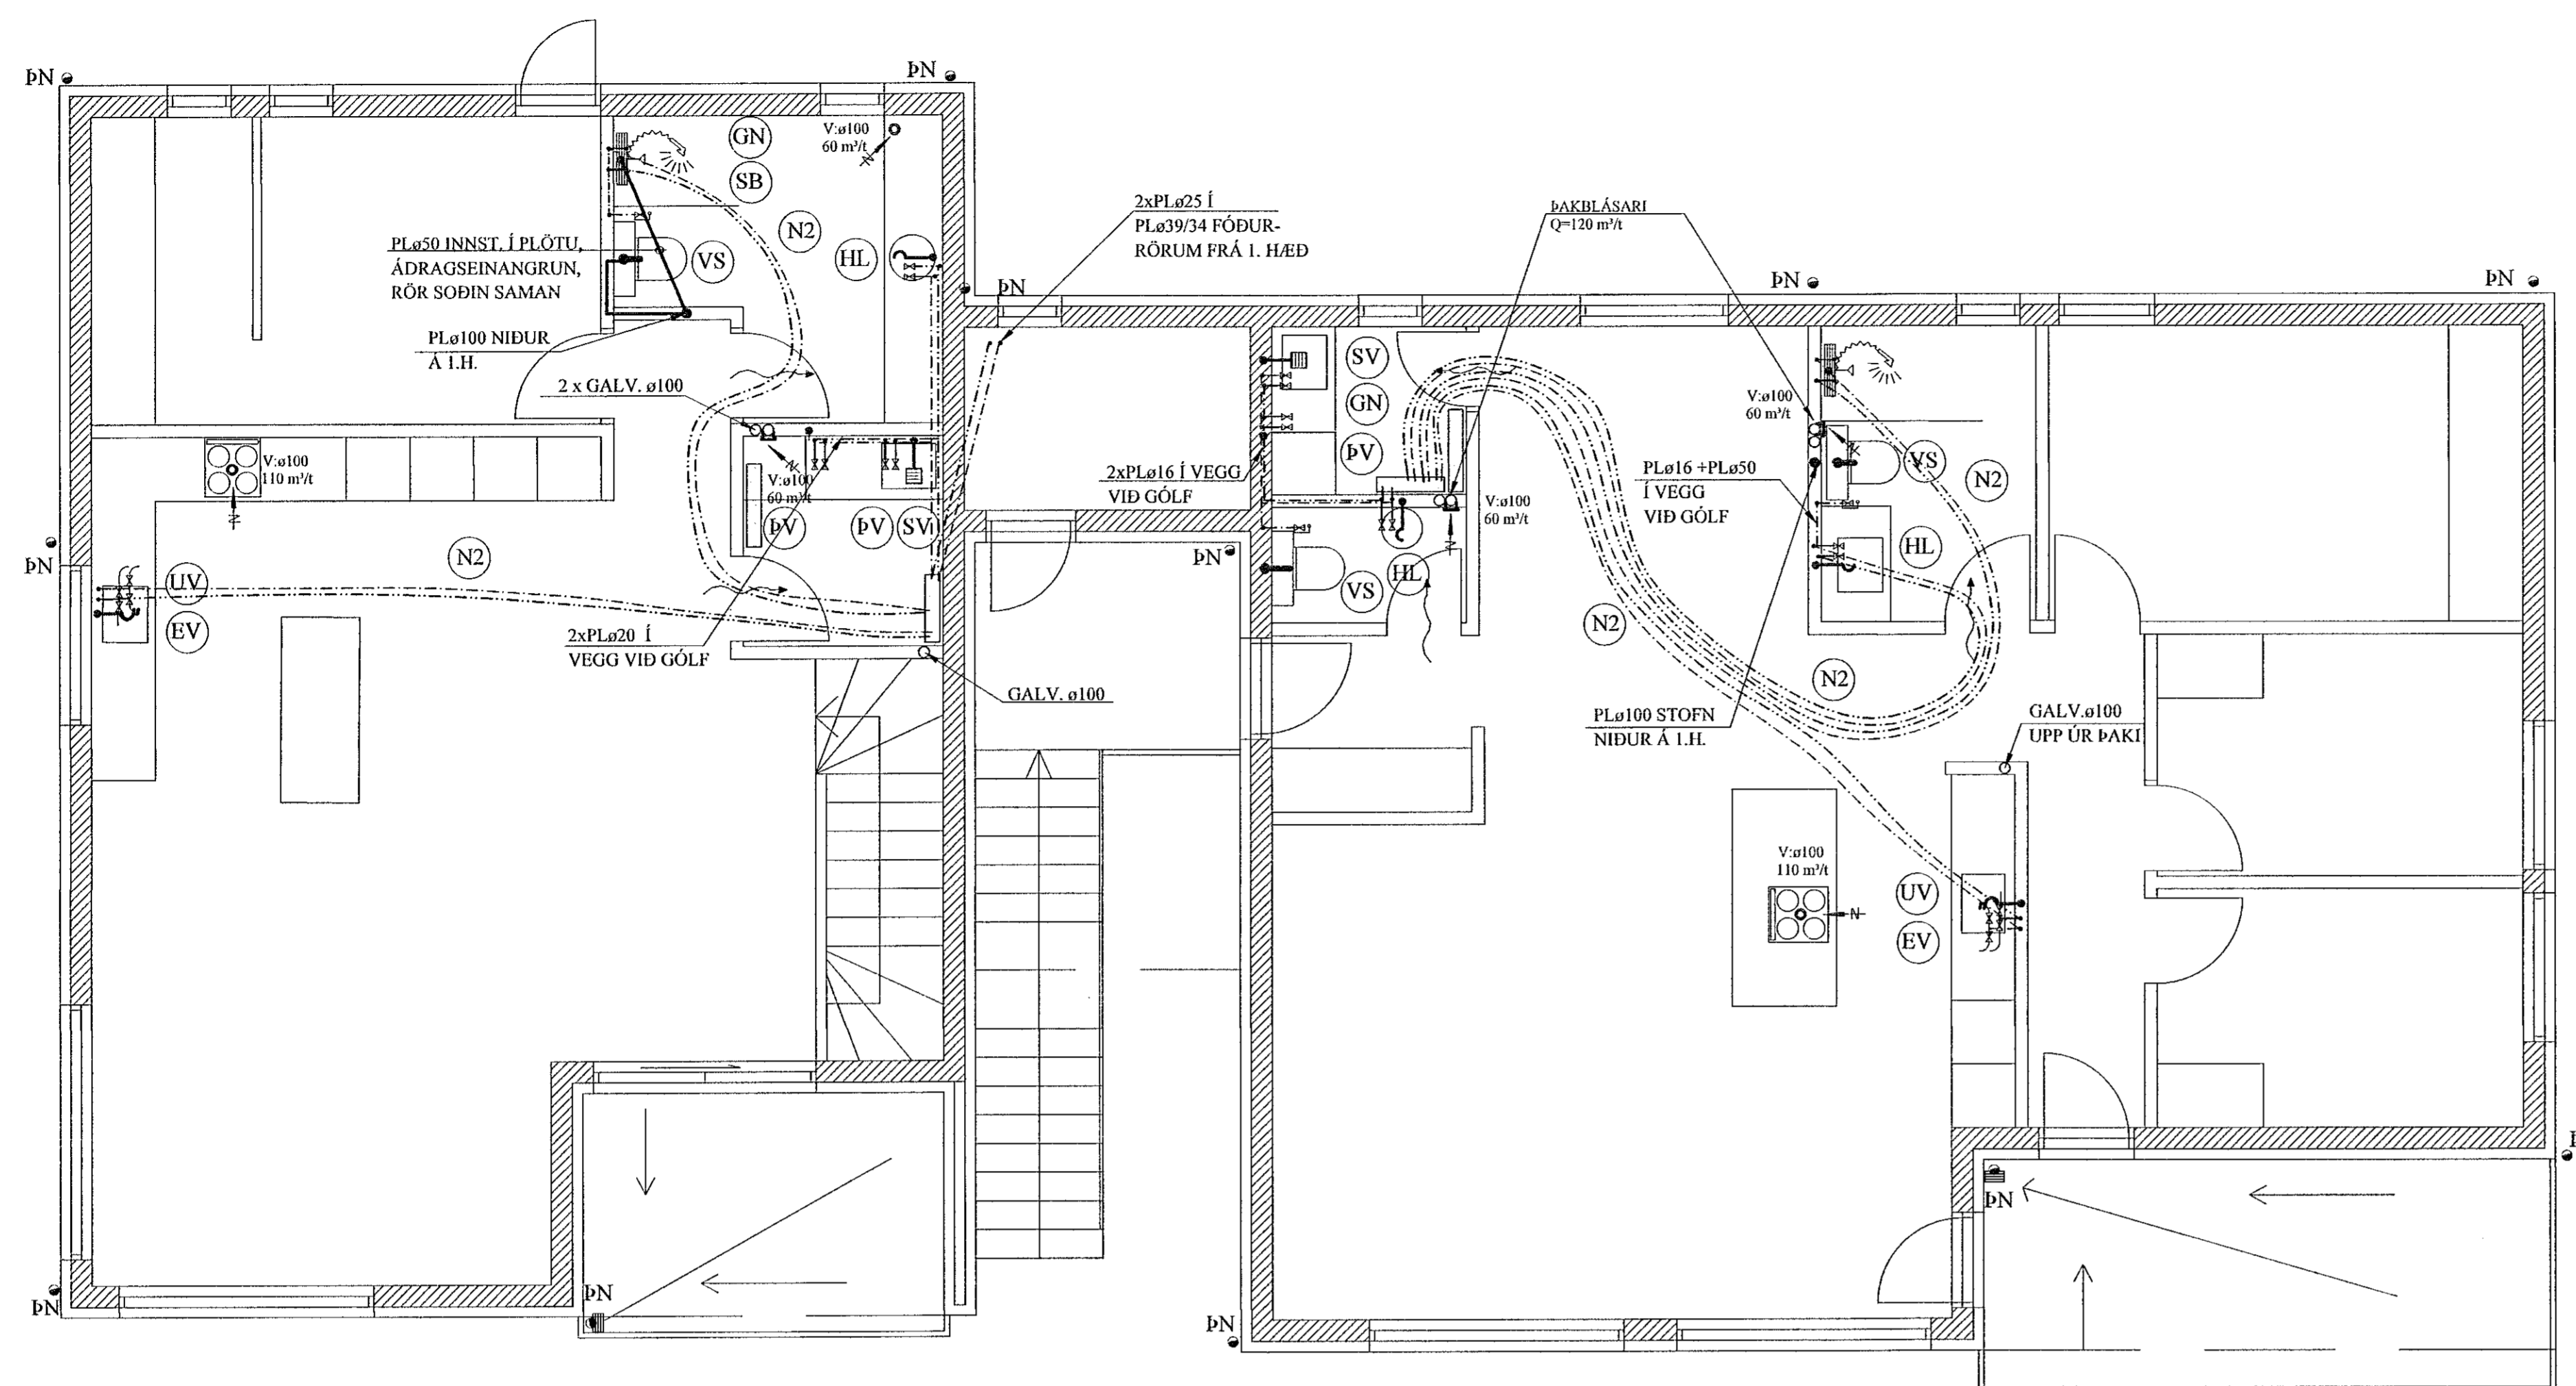 ÞN
ÞN
GN
V:ø100
60 m³/t
N
SB
N2
VS
HL
PLø50 INNST. Í PLÖTU,
ÁDRAGSEINANGRUN,
RÖR SOÐIN SAMAN
PLø100 NIÐUR
Á 1.H.
2 x GALV. ø100
V:ø100
110 m³/t
N
N
V:ø100
60 m³/t
ÞV
ÞV
SV
N2
ÞN
UV
EV
2xPLø20 Í
VEGG VIÐ GÓLF
GALV. ø100
ÞN
ÞN
2xPLø25 Í
PLø39/34 FÓÐUR-
RÖRUM FRÁ 1. HÆÐ
ÞN
ÞAKBLÁSARI
Q=120 m³/t
ÞN
ÞN
SV
GN
ÞV
2xPLø16 Í VEGG
VIÐ GÓLF
V:ø100
60 m³/t
N
ÞN
VS
HL
V:ø100
60 m³/t
N
VS
N2
PLø16 +PLø50
Í VEGG
VIÐ GÓLF
HL
N2
N2
PLø100 STOFN
NIÐUR Á 1.H.
GALV.ø100
UPP ÚR ÞAKI
V:ø100
110 m³/t
N
UV
EV
ÞN
ÞN